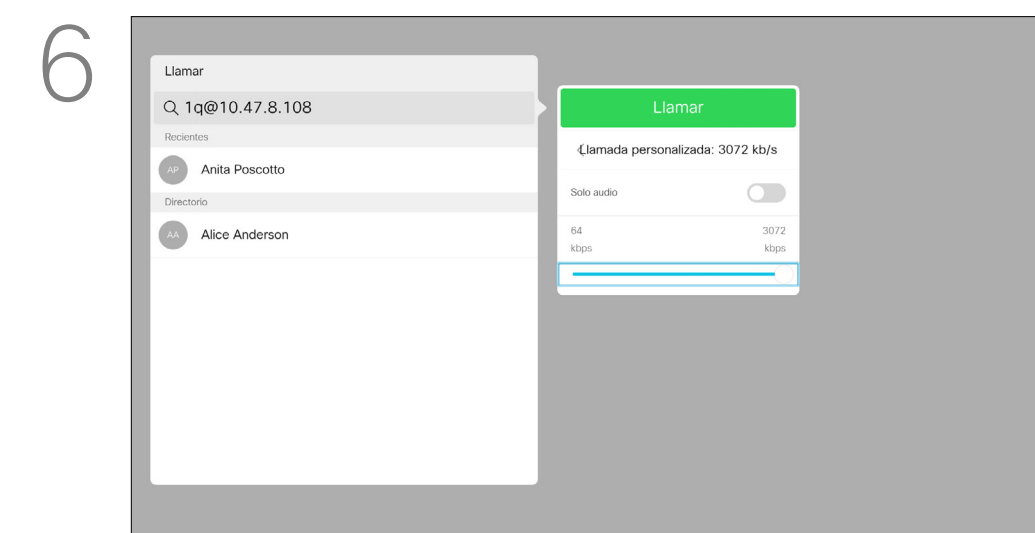 6
Llamar
1q@10.47.8.108
Recientes
AP Anita Poscotto
Directorio
AA Alice Anderson
Llamar
Llamada personalizada: 3072 kb/s
Solo audio
64 3072
kbps kbps